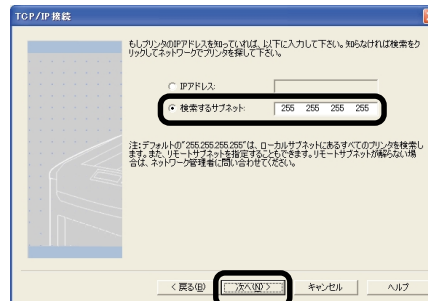 TCP/IP 接続
もしプリンタのIPアドレスを知っていれば、以下に入力して下さい。知らなければ検索をク
リックしてネットワークでプリンタを探して下さい。
IPアドレス:
検索するサブネット: 255 255 255 255
注:デフォルトの"255.255.255.255"は、ローカルサブネットにあるすべてのプリンタを検索し
ます。また、リモートサブネットを指定することもできます。リモートサブネットが解らない場
合は、ネットワーク管理者に問い合わせてください。
< 戻る(B) 次へ(N) > キャンセル ヘルプ